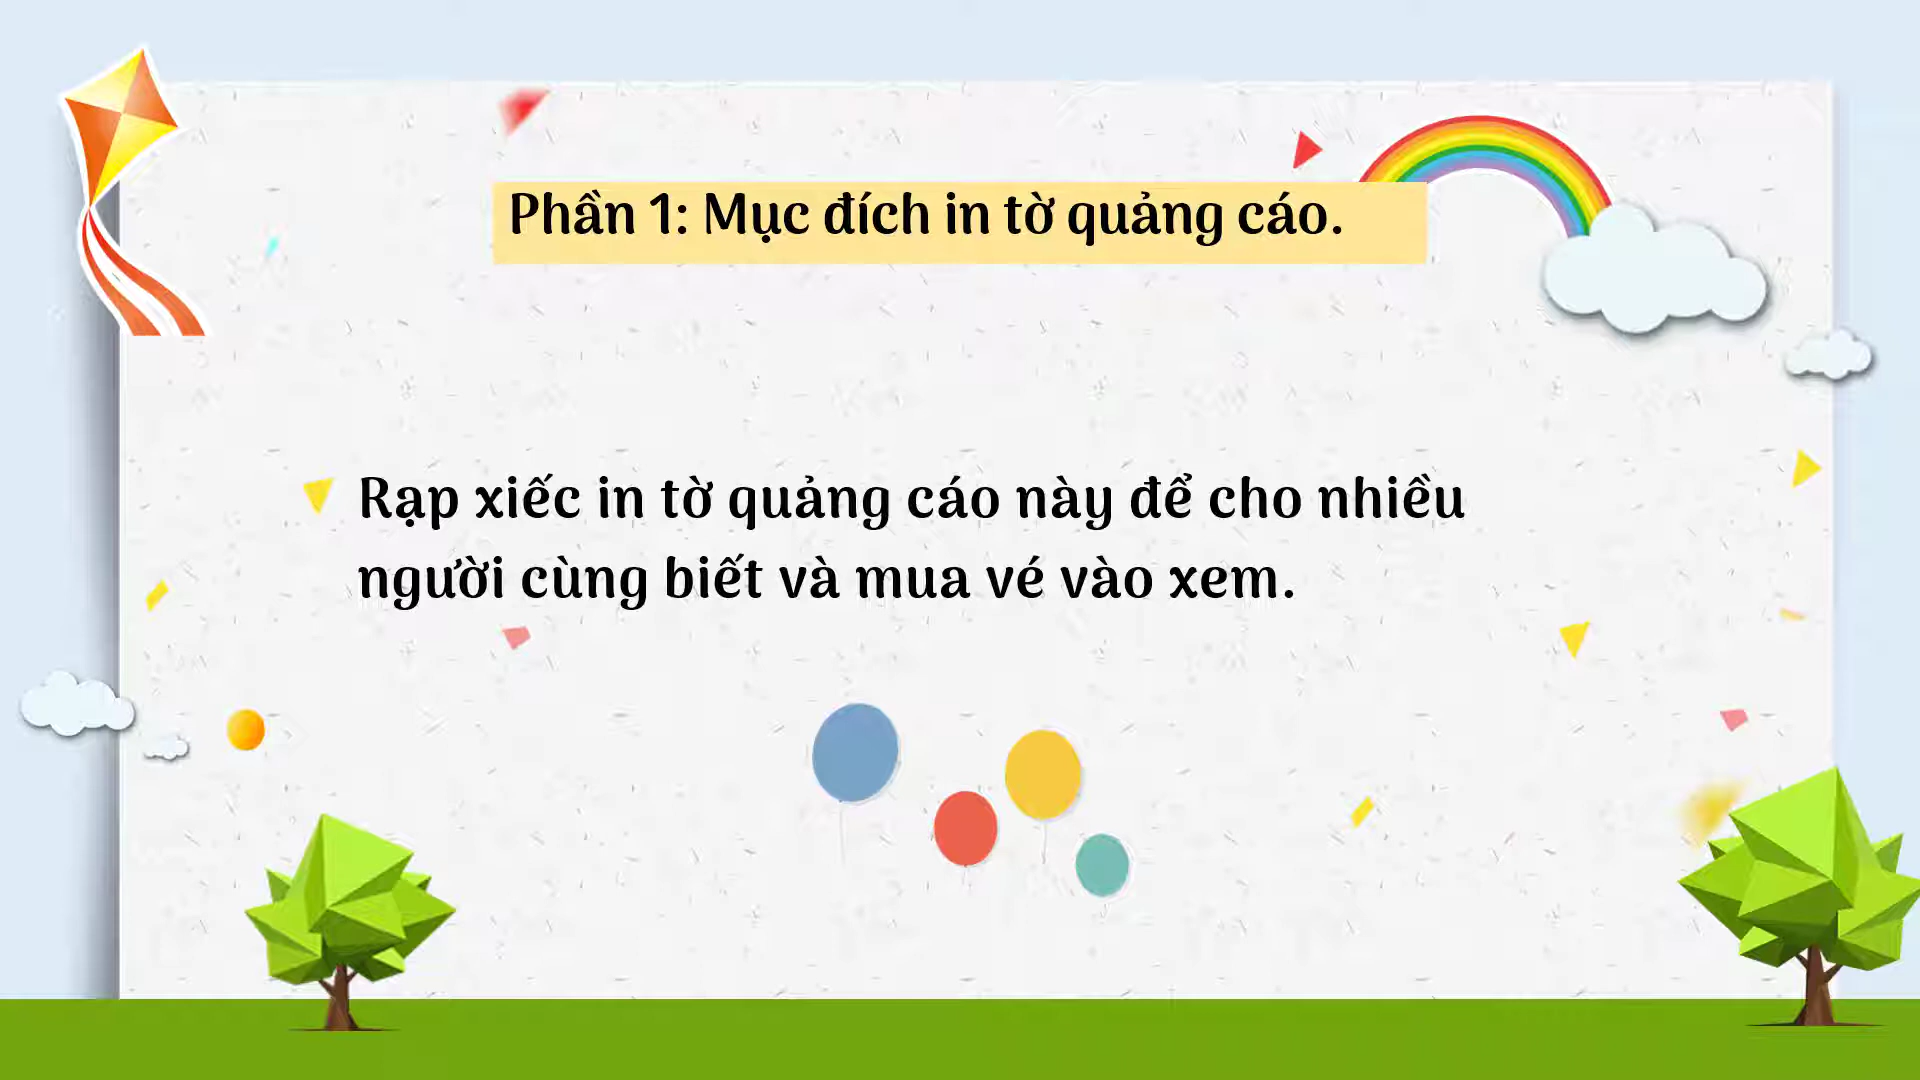 Phần 1: Mục đích in tờ quảng cáo.
Rạp xiếc in tờ quảng cáo này để cho nhiều
người cùng biết và mua vé vào xem.